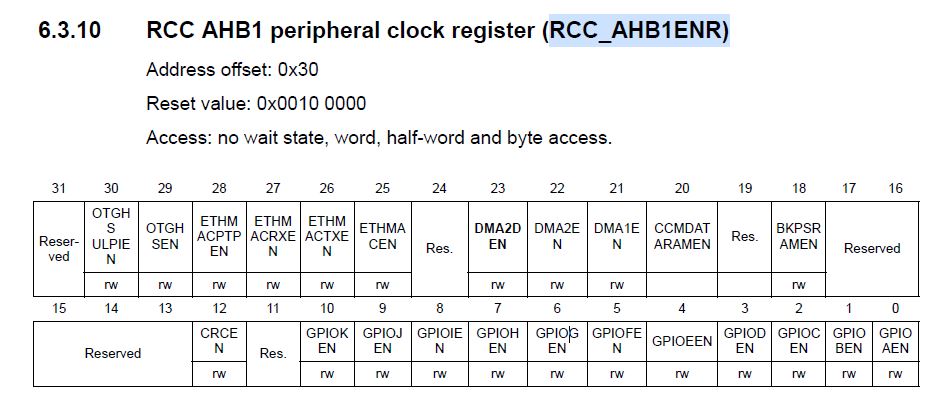 6.3.10 RCC AHB1 peripheral clock register (RCC_AHB1ENR)
Address offset: 0x30
Reset value: 0x0010 0000
Access: no wait state, word, half-word and byte access.
31 30 29 28 27 26 25 24 23 22 21 20 19 18 17 16
Reser-ved OTGHS ULPIEN OTGHSEN ETHMACPTPEN ETHMACRXEN ETHMACTXEN ETHMACEN Res. DMA2DEN DMA2EN DMA1EN CCMDATARAMEN Res. BKPSRAMEN Reserved
rw rw rw rw rw rw rw rw rw rw
15 14 13 12 11 10 9 8 7 6 5 4 3 2 1 0
Reserved CRCEN Res. GPIOKEN GPIOJEN GPIOIEN GPIOHEN GPIOGEN GPIOFEN GPIOEEN GPIODEN GPIOCEN GPIOBEN GPIOAEN
rw rw rw rw rw rw rw rw rw rw rw rw